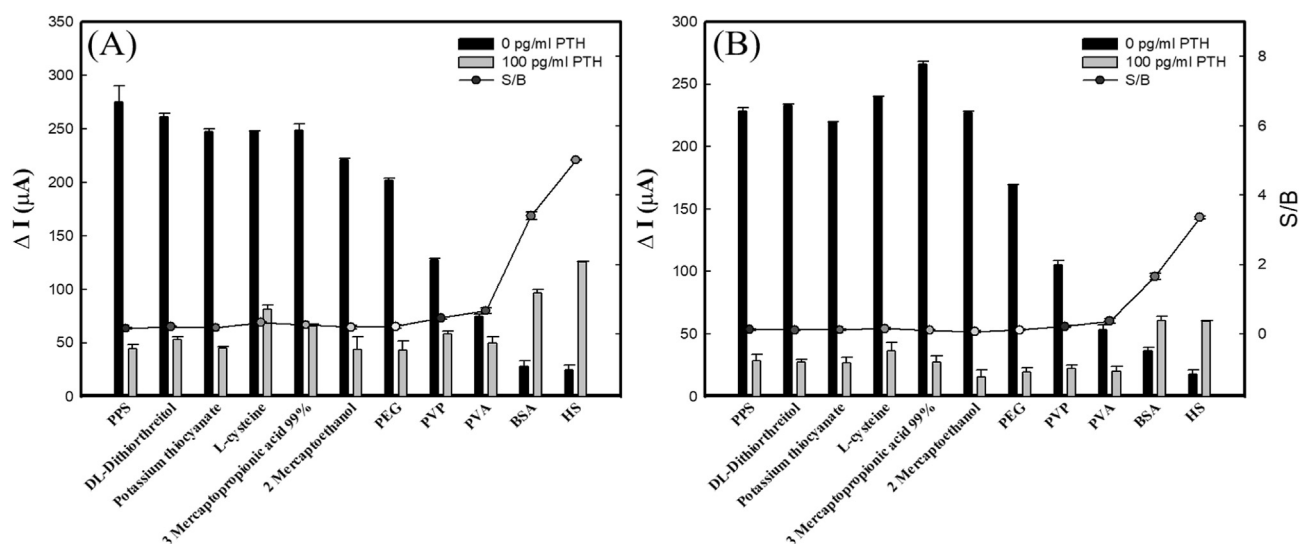 (A)
0 pg/ml PTH
100 pg/ml PTH
S/B
350
300
250
200
150
100
50
0
Δ I (µA)
PPS
DL-Dithiorthreitol
Potassium thiocyanate
L-cysteine
3 Mercaptopropionic acid 99%
2 Mercaptoethanol
PEG
PVP
PVA
BSA
HS
(B)
0 pg/ml PTH
100 pg/ml PTH
S/B
300
250
200
150
100
50
0
Δ I (µA)
8
6
4
2
0
S/B
PPS
DL-Dithiorthreitol
Potassium thiocyanate
L-cysteine
3 Mercaptopropionic acid 99%
2 Mercaptoethanol
PEG
PVP
PVA
BSA
HS